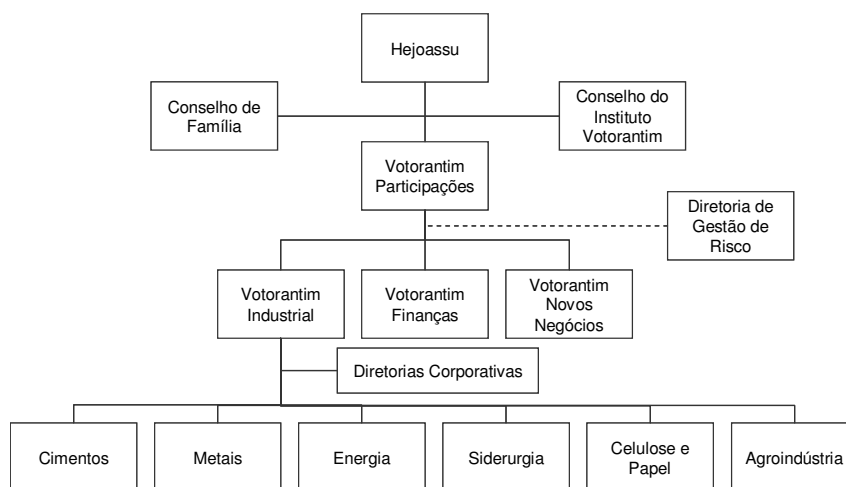 Hejoassu
Conselho de
Família
Conselho do
Instituto
Votorantim
Votorantim
Participações
Diretoria de
Gestão de
Risco
Votorantim
Industrial
Votorantim
Finanças
Votorantim
Novos
Negócios
Diretorias Corporativas
Cimentos
Metais
Energia
Siderurgia
Celulose e
Papel
Agroindústria